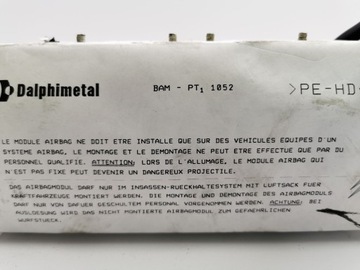 Dalphimetal
BAM - PT1 1052
>PE-HD-
LE MODULE AIRBAG NE DOIT ETRE INSTALLE QUE SUR DES VEHICULES EQUIPES D'UN
SYSTEME AIRBAG, LE MONTAGE ET LE DEMONTAGE NE PEUT ETRE EFFECTUE QUE PAR DU
PERSONNEL QUALIFIE. ATTENTION: LORS DE L'ALLUMAGE, LE MODULE AIRBAG QUI
N'EST PAS FIXE PEUT DEVENIR UN DANGEREUX PROJECTILE.
DAS AIRBAGMODUL DARF NUR IM INSASSEN-RUECKHALTESYSTEM MIT LUFTSACK FUER
KRAFTFAHRZEUGE MONTIERT WERDEN. DIE MONTAGE UND DEMONTAGE DES AIRBAGMODULS
DARF NUR VON DAFUER GESCHULTEM PERSONAL VORGENOMMEN WERDEN. ACHTUNG: BEI
AUSLOESUNG WIRD DAS NICHT MONTIERTE AIRBAGMODUL ZUM GEFAEHRLICHEN
WURFSTUECK.